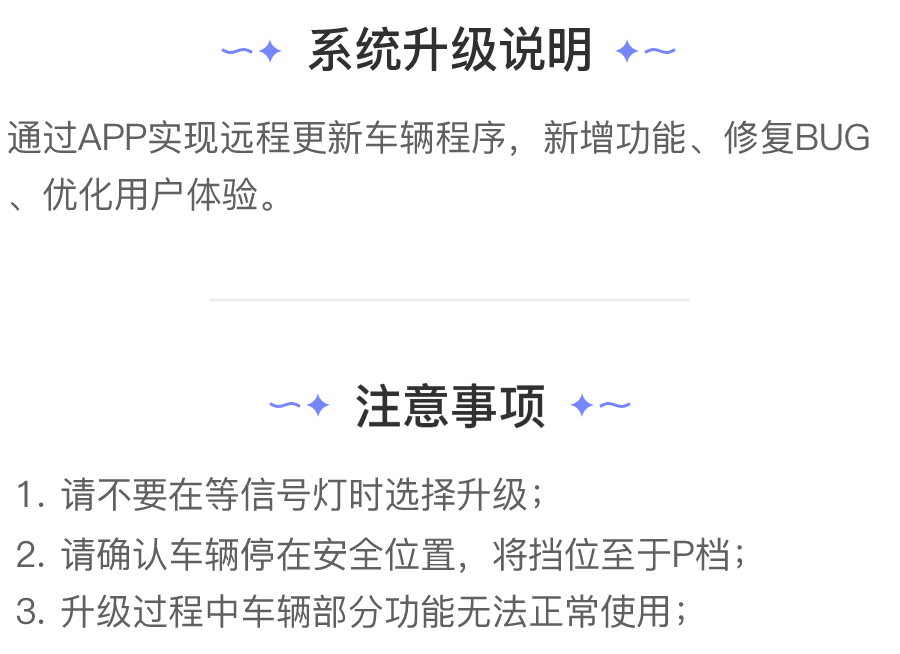 系统升级说明
通过APP实现远程更新车辆程序，新增功能、修复BUG
、优化用户体验。
注意事项
1. 请不要在等信号灯时选择升级；
2. 请确认车辆停在安全位置，将挡位至于P档；
3. 升级过程中车辆部分功能无法正常使用；